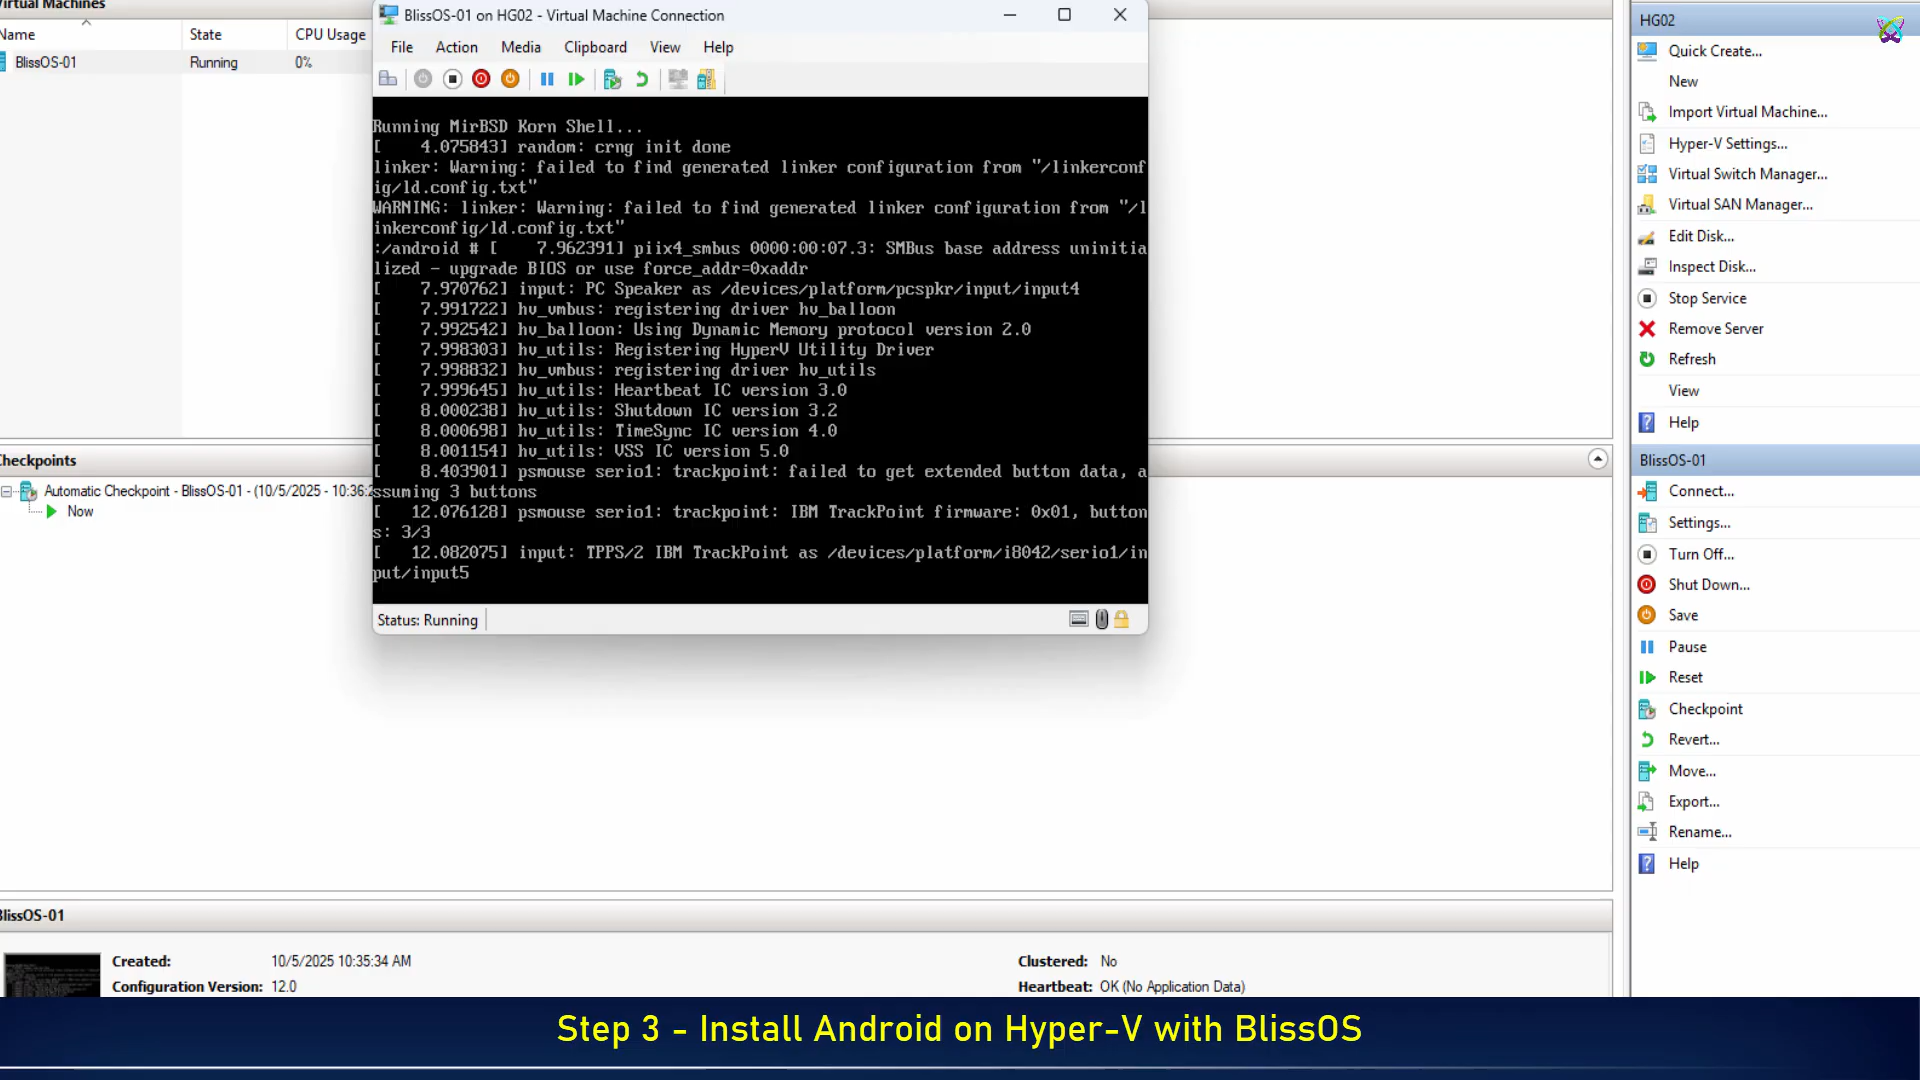 Virtual Machines
Name State CPU Usage
BlissOS-01 Running 0%
BlissOS-01 on HG02 - Virtual Machine Connection
File Action Media Clipboard View Help
Running MirBSD Korn Shell...
[    4.075843] random: crng init done
linker: Warning: failed to find generated linker configuration from "/linkerconf
ig/ld.config.txt"
WARNING: linker: Warning: failed to find generated linker configuration from "/l
inkerconfig/ld.config.txt"
:/android # [    7.962391] piix4_smbus 0000:00:07.3: SMBus base address uninitia
lized - upgrade BIOS or use force_addr=0xaddr
[    7.970762] input: PC Speaker as /devices/platform/pcspkr/input/input4
[    7.991722] hv_vmbus: registering driver hv_balloon
[    7.992542] hv_balloon: Using Dynamic Memory protocol version 2.0
[    7.998303] hv_utils: Registering HyperV Utility Driver
[    7.998832] hv_vmbus: registering driver hv_utils
[    7.999645] hv_utils: Heartbeat IC version 3.0
[    8.000238] hv_utils: Shutdown IC version 3.2
[    8.000698] hv_utils: TimeSync IC version 4.0
[    8.001154] hv_utils: VSS IC version 5.0
[    8.403901] psmouse serio1: trackpoint: failed to get extended button data, a
ssuming 3 buttons
[   12.076128] psmouse serio1: trackpoint: IBM TrackPoint firmware: 0x01, button
s: 3/3
[   12.082075] input: TPPS/2 IBM TrackPoint as /devices/platform/i8042/serio1/in
put/input5
Status: Running
Checkpoints
Automatic Checkpoint - BlissOS-01 - (10/5/2025 - 10:36:2
Now
BlissOS-01
Created: 10/5/2025 10:35:34 AM Clustered: No
Configuration Version: 12.0 Heartbeat: OK (No Application Data)
HG02
Quick Create...
New
Import Virtual Machine...
Hyper-V Settings...
Virtual Switch Manager...
Virtual SAN Manager...
Edit Disk...
Inspect Disk...
Stop Service
Remove Server
Refresh
View
Help
BlissOS-01
Connect...
Settings...
Turn Off...
Shut Down...
Save
Pause
Reset
Checkpoint
Revert...
Move...
Export...
Rename...
Help
Step 3 - Install Android on Hyper-V with BlissOS